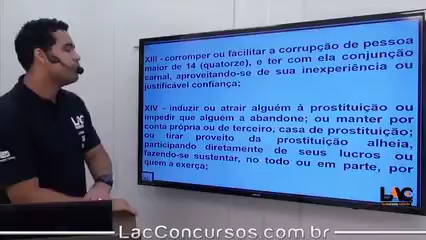 XIII - corromper ou facilitar a corrupção de pessoa
maior de 14 (quatorze), e ter com ela conjunção
carnal, aproveitando-se de sua inexperiência ou
justificável confiança;
XIV - induzir ou atrair alguém à prostituição ou
impedir que alguém a abandone; ou manter por
conta própria ou de terceiro, casa de prostituição;
ou tirar proveito da prostituição alheia,
participando diretamente de seus lucros ou
fazendo-se sustentar, no todo ou em parte, por
quem a exerça;
LAC
LAC
LacConcursos.com.br